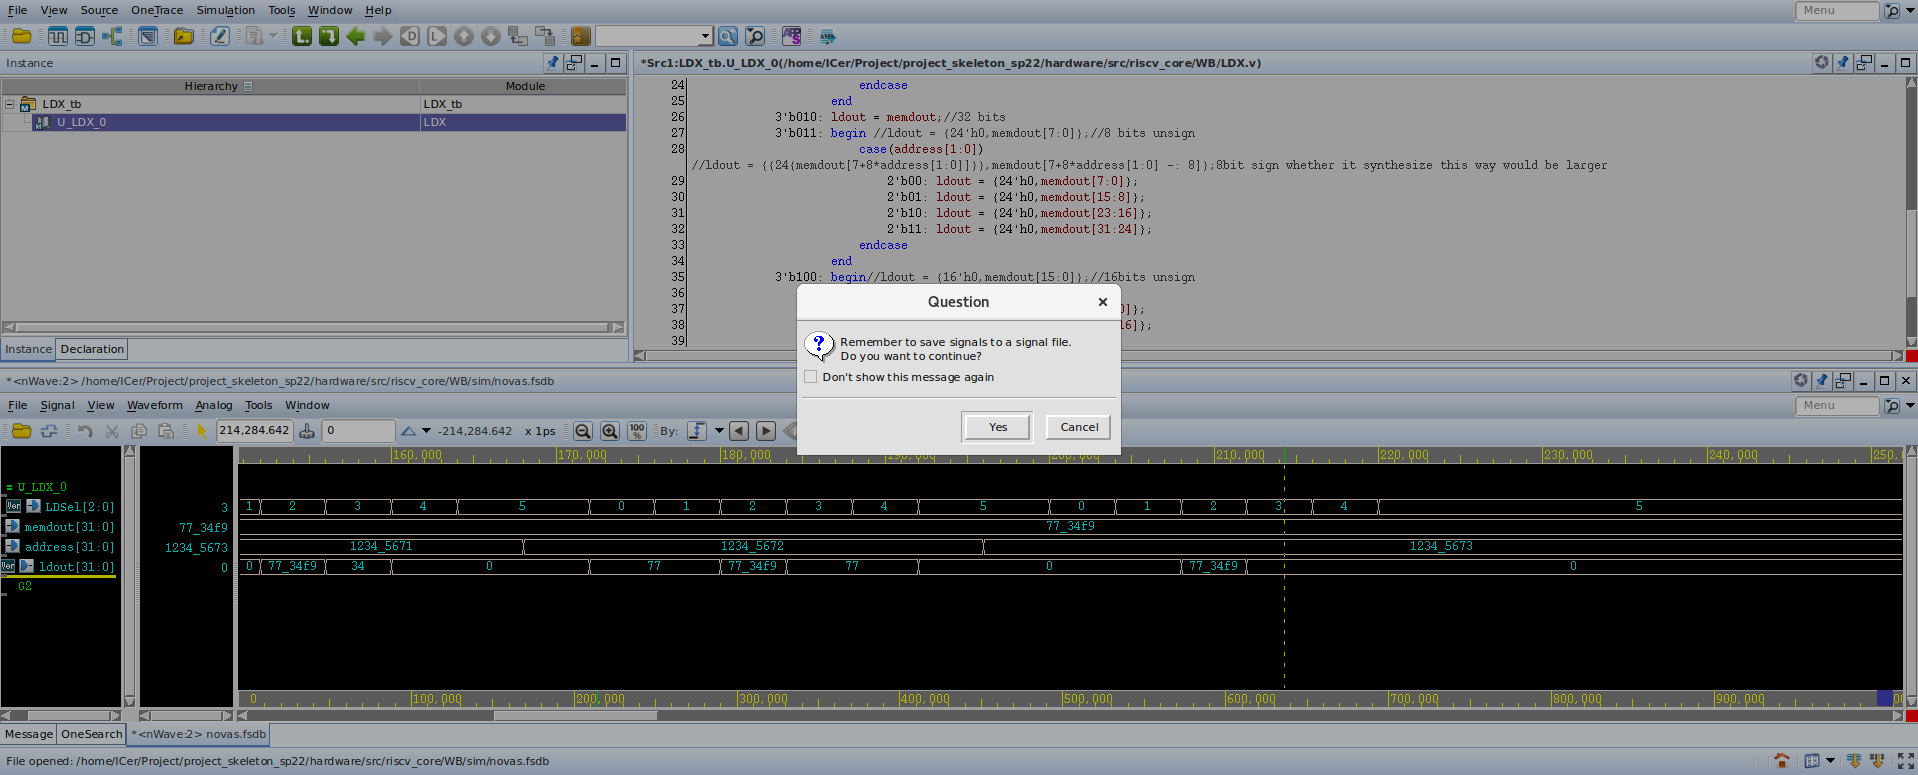 File View Source OneTrace Simulation Tools Window Help Menu
Instance
*Src1:LDX_tb.U_LDX_0(/home/ICer/Project/project_skeleton_sp22/hardware/src/riscv_core/WB/LDX.v)
Hierarchy Module
LDX_tb LDX_tb
U_LDX_0 LDX
24 endcase
25 end
26 3'b010: ldout = memdout;//32 bits
27 3'b011: begin //ldout = {24'h0,memdout[7:0]};//8 bits unsign
28 case(address[1:0])
//ldout = {{24{memdout[7+8*address[1:0]]}},memdout[7+8*address[1:0] -: 8]};8bit sign whether it synthesize this way would be larger
29 2'b00: ldout = {24'h0,memdout[7:0]};
30 2'b01: ldout = {24'h0,memdout[15:8]};
31 2'b10: ldout = {24'h0,memdout[23:16]};
32 2'b11: ldout = {24'h0,memdout[31:24]};
33 endcase
34 end
35 3'b100: begin//ldout = {16'h0,memdout[15:0]};//16bits unsign
36
37 0]};
38 16]};
39
Instance Declaration
Question
Remember to save signals to a signal file.
Do you want to continue?
Don't show this message again
Yes Cancel
*<nWave:2> /home/ICer/Project/project_skeleton_sp22/hardware/src/riscv_core/WB/sim/novas.fsdb
File Signal View Waveform Analog Tools Window Menu
214,284.642 0 -214,284.642 x 1ps 100% By:
160,000 170,000 180,000 190,000 200,000 210,000 220,000 230,000 240,000 250,
= U_LDX_0
LDSel[2:0] 3 1 2 3 4 5 0 1 2 3 4 5 0 1 2 3 4 5
memdout[31:0] 77_34f9 77_34f9
address[31:0] 1234_5673 1234_5671 1234_5672 1234_5673
ldout[31:0] 0 0 77_34f9 34 0 77 77_34f9 77 0 77_34f9 0
G2
0 100,000 200,000 300,000 400,000 500,000 600,000 700,000 800,000 900,000
Message OneSearch *<nWave:2> novas.fsdb
File opened: /home/ICer/Project/project_skeleton_sp22/hardware/src/riscv_core/WB/sim/novas.fsdb